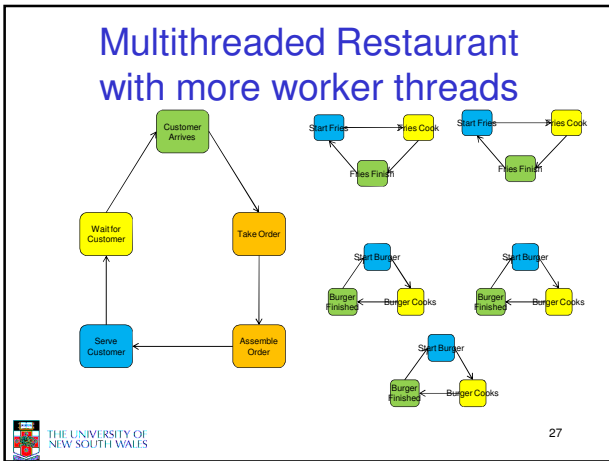 Multithreaded Restaurant
with more worker threads
Customer
Arrives
Wait for
Customer
Take Order
Serve
Customer
Assemble
Order
Start Fries
Fries Cook
Fries Finish
Start Fries
Fries Cook
Fries Finish
Start Burger
Burger
Finished
Burger Cooks
Start Burger
Burger
Finished
Burger Cooks
Start Burger
Burger
Finished
Burger Cooks
THE UNIVERSITY OF
NEW SOUTH WALES
27